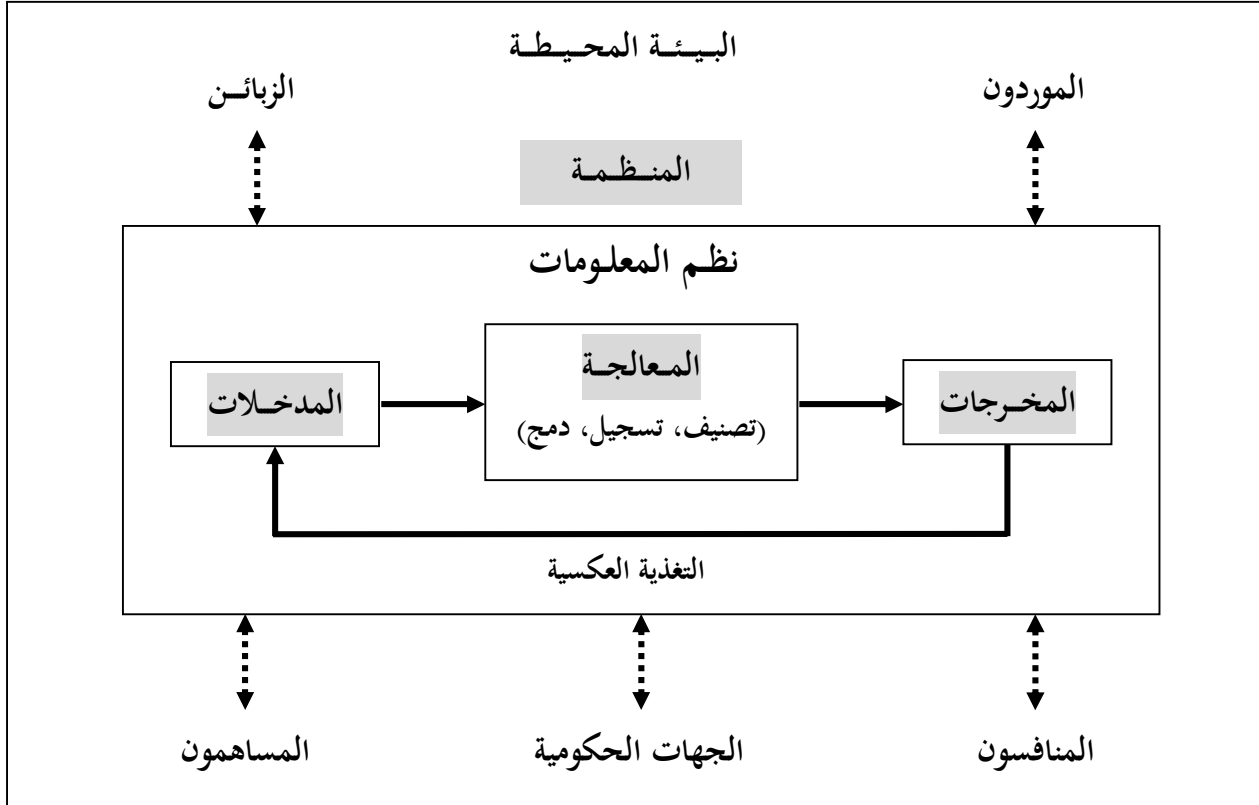 البيئة المحيطة
الموردون
الزبائن
المنظمة
نظم المعلومات
المدخلات
المعالجة
(تصنيف، تسجيل، دمج)
المخرجات
التغذية العكسية
المنافسون
الجهات الحكومية
المساهمون